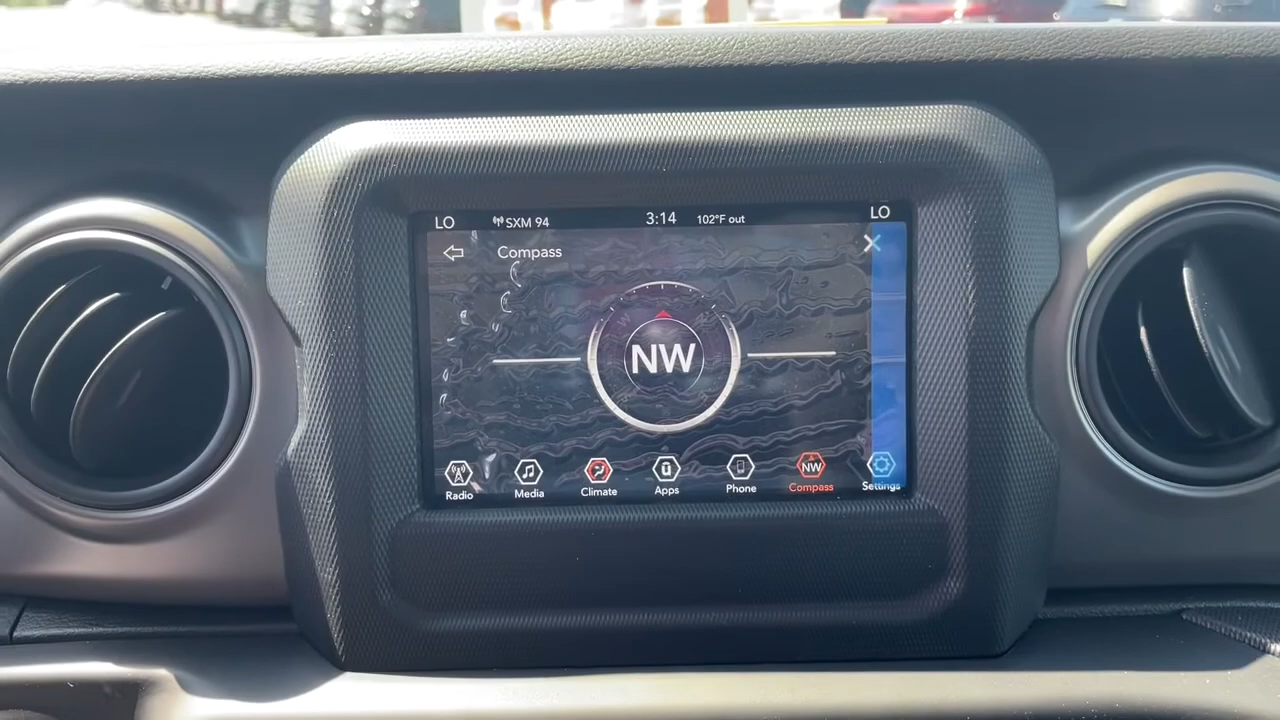 LO SXM 94 3:14 102°F out LO
Compass
NW
NW
Radio Media Climate Apps Phone Compass Settings